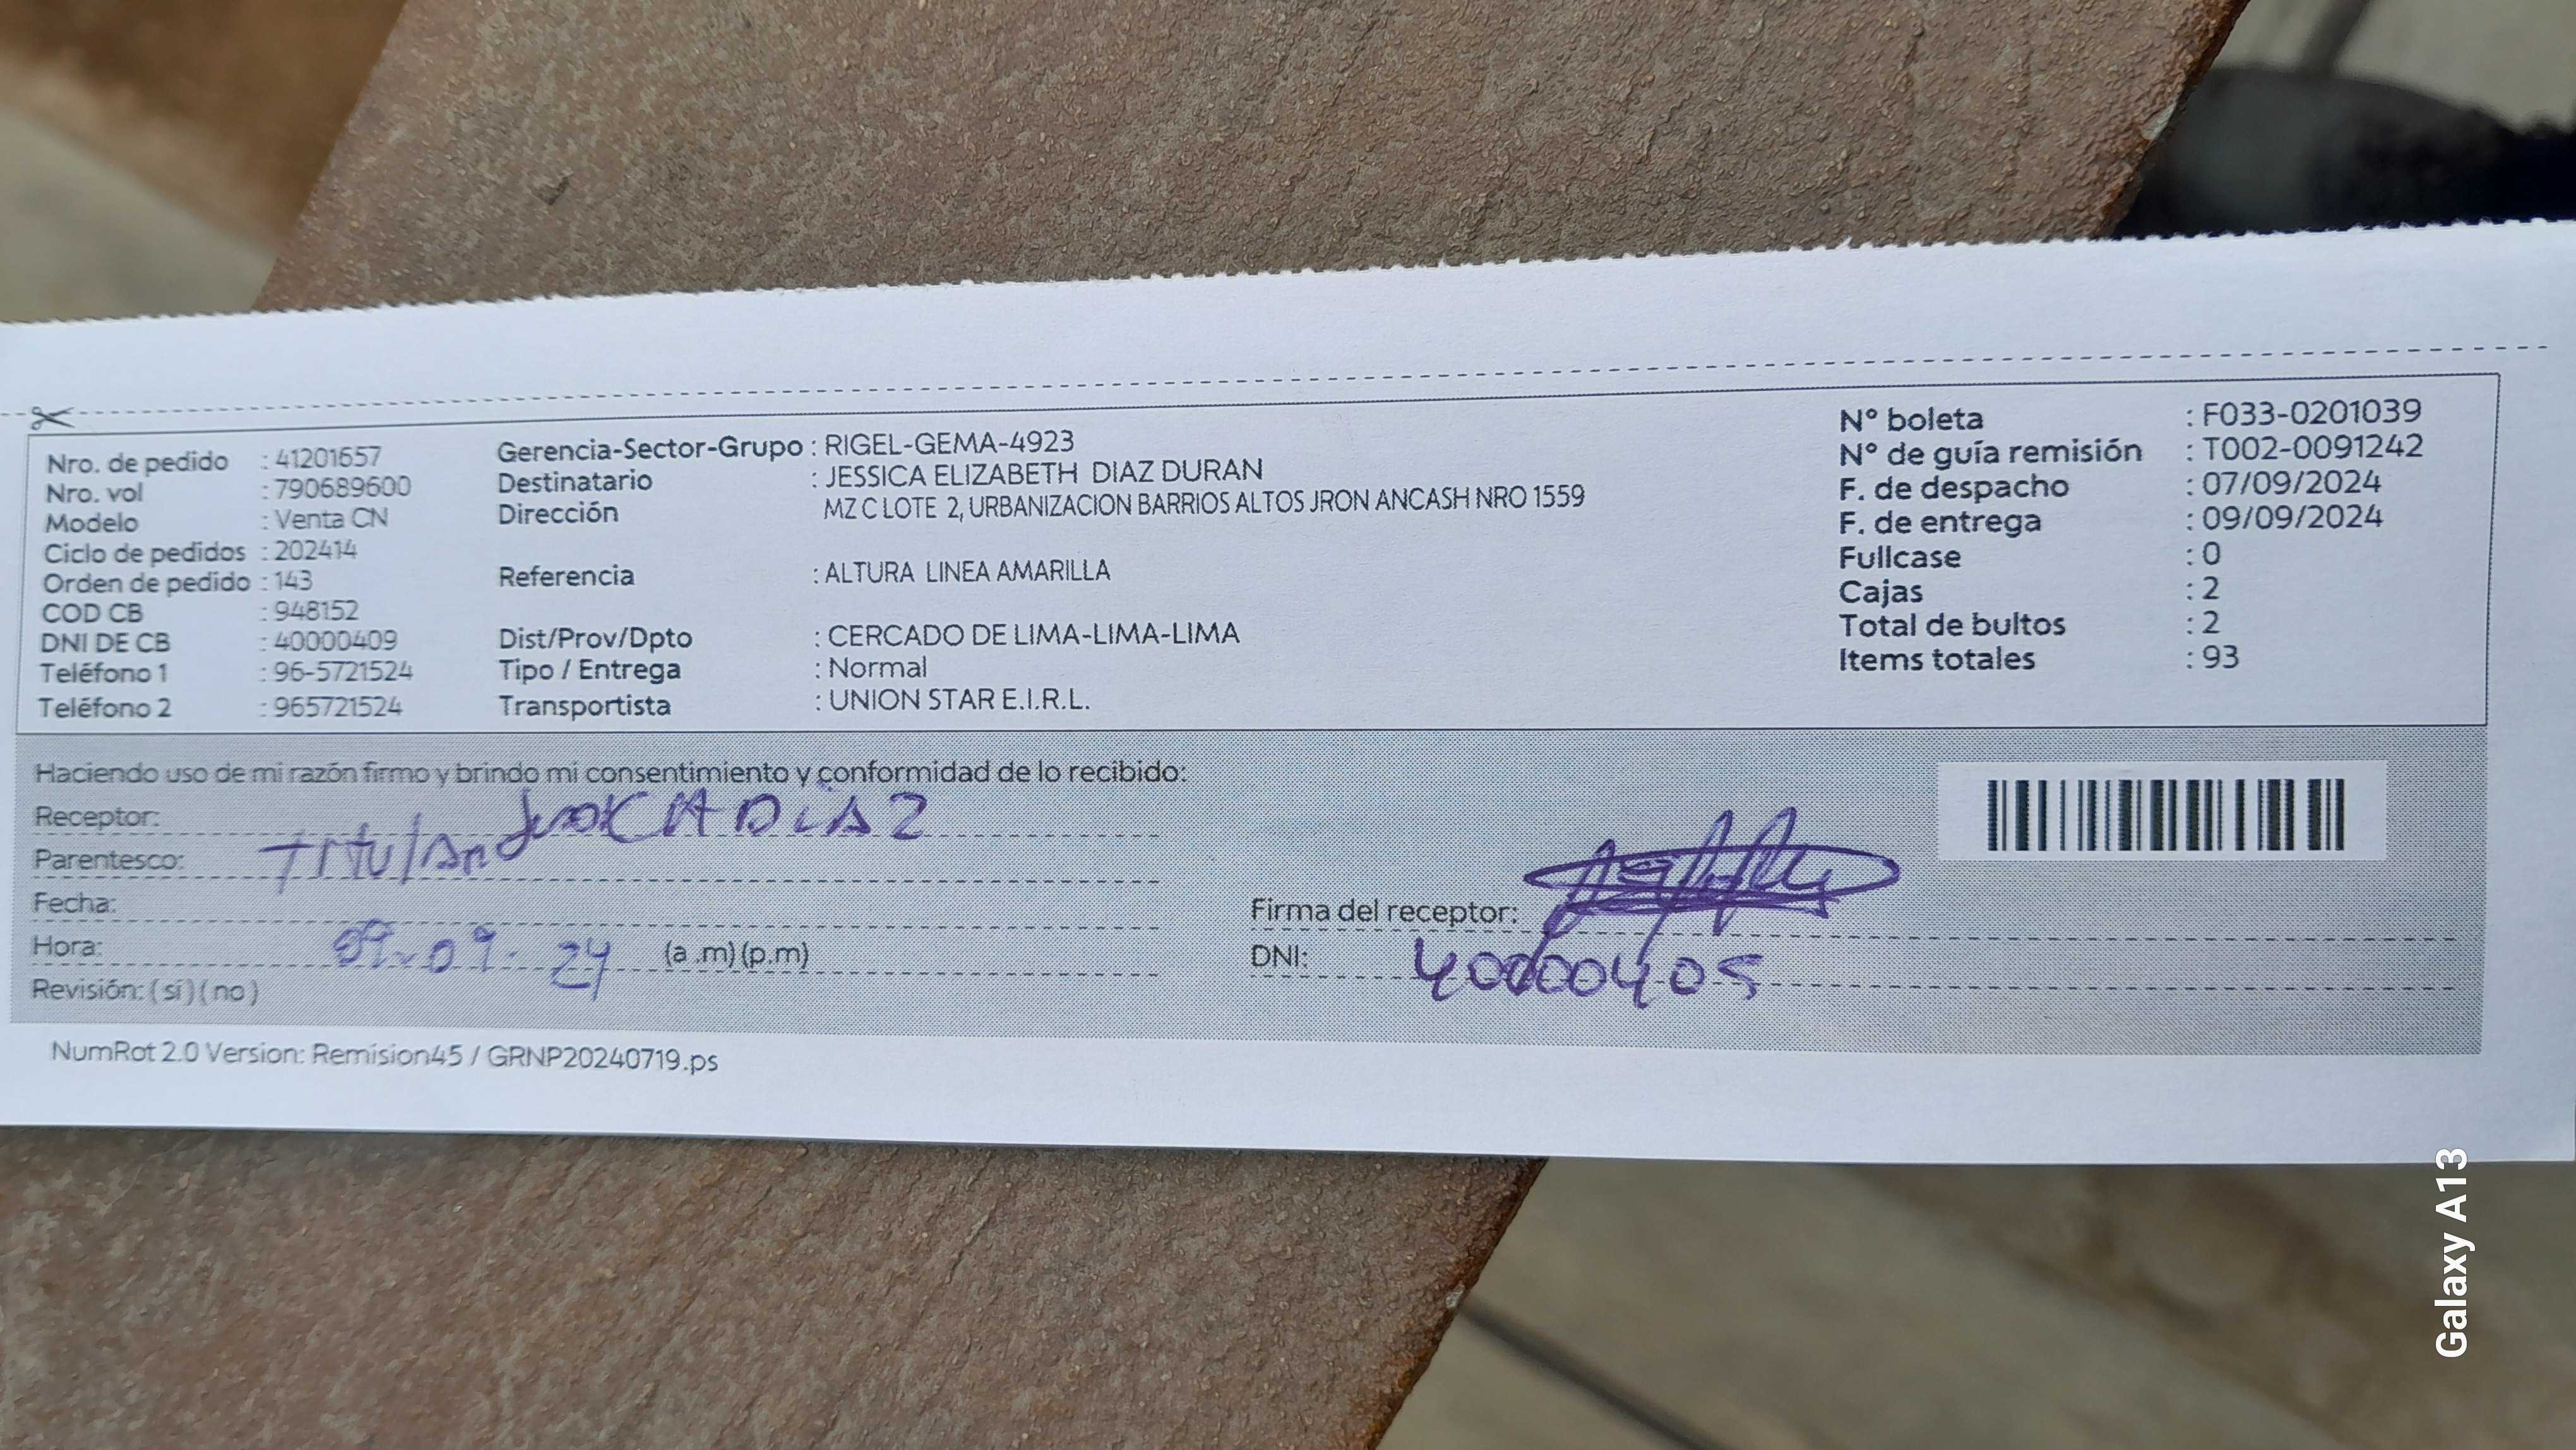 Nro. de pedido : 41201657
Nro. vol : 790689600
Modelo : Venta CN
Ciclo de pedidos : 202414
Orden de pedido : 143
COD CB : 948152
DNI DE CB : 40000409
Teléfono 1 : 96-5721524
Teléfono 2 : 965721524
Gerencia-Sector-Grupo : RIGEL-GEMA-4923
Destinatario : JESSICA ELIZABETH DIAZ DURAN
Dirección MZ C LOTE 2, URBANIZACION BARRIOS ALTOS JRON ANCASH NRO 1559
Referencia : ALTURA LINEA AMARILLA
Dist/Prov/Dpto : CERCADO DE LIMA-LIMA-LIMA
Tipo / Entrega : Normal
Transportista : UNION STAR E.I.R.L.
N° boleta : F033-0201039
N° de guía remisión : T002-0091242
F. de despacho : 07/09/2024
F. de entrega : 09/09/2024
Fullcase : 0
Cajas : 2
Total de bultos : 2
Items totales : 93
Haciendo uso de mi razón firmo y brindo mi consentimiento y conformidad de lo recibido:
Receptor: DiAZ
Parentesco: TITULAR
Fecha:
Hora: 09-09-24 (a .m) (p.m)
Revisión: ( sí ) ( no )
Firma del receptor:
DNI: 40000405
NumRot 2.0 Version: Remision45 / GRNP20240719.ps
Galaxy A13